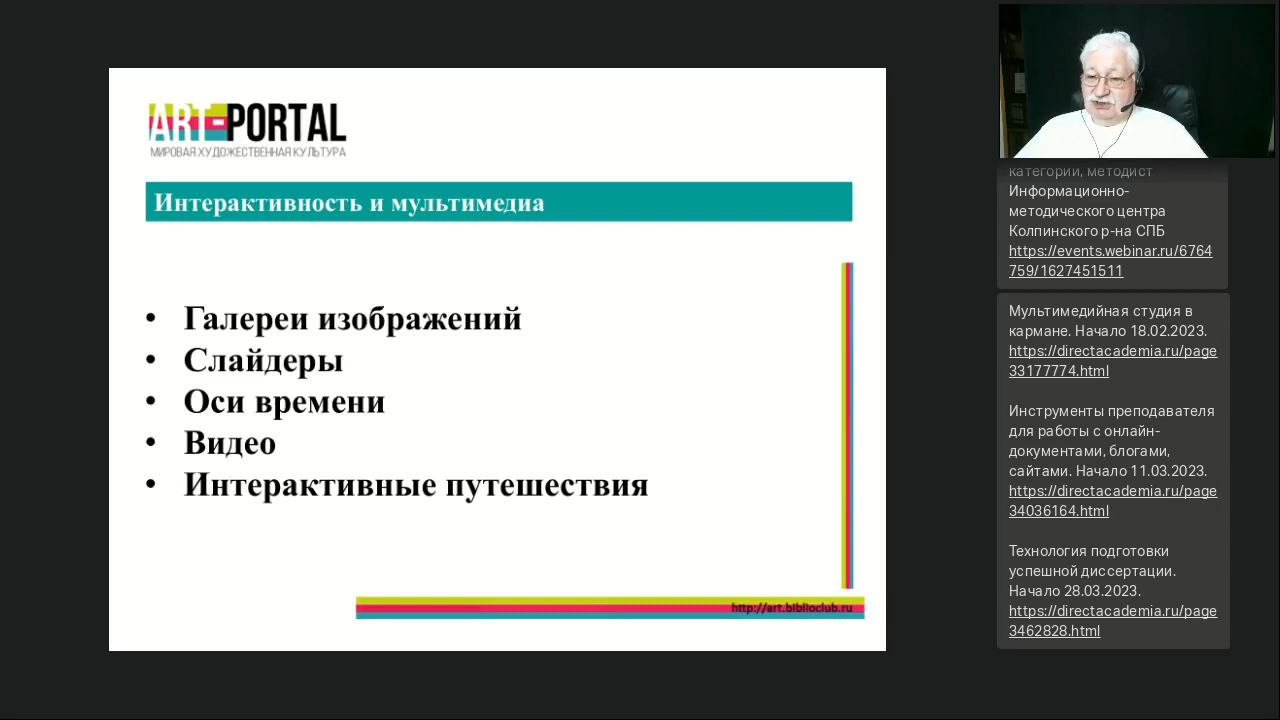 ART-PORTAL
МИРОВАЯ ХУДОЖЕСТВЕННАЯ КУЛЬТУРА
Интерактивность и мультимедиа
• Галереи изображений
• Слайдеры
• Оси времени
• Видео
• Интерактивные путешествия
http://art.biblioclub.ru
категории, методист
Информационно-
методического центра
Колпинского р-на СПБ
https://events.webinar.ru/6764
759/1627451511
Мультимедийная студия в
кармане. Начало 18.02.2023.
https://directacademia.ru/page
33177774.html
Инструменты преподавателя
для работы с онлайн-
документами, блогами,
сайтами. Начало 11.03.2023.
https://directacademia.ru/page
34036164.html
Технология подготовки
успешной диссертации.
Начало 28.03.2023.
https://directacademia.ru/page
3462828.html